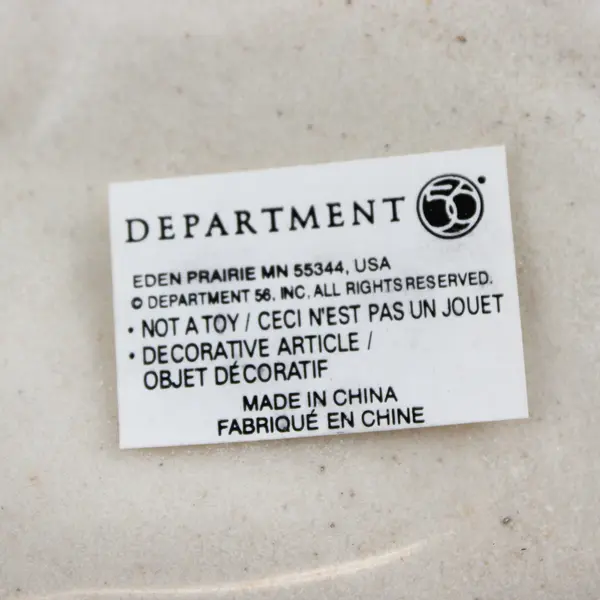 DEPARTMENT 56
EDEN PRAIRIE MN 55344, USA
© DEPARTMENT 56, INC. ALL RIGHTS RESERVED.
• NOT A TOY / CECI N'EST PAS UN JOUET
• DECORATIVE ARTICLE /
OBJET DÉCORATIF
MADE IN CHINA
FABRIQUÉ EN CHINE